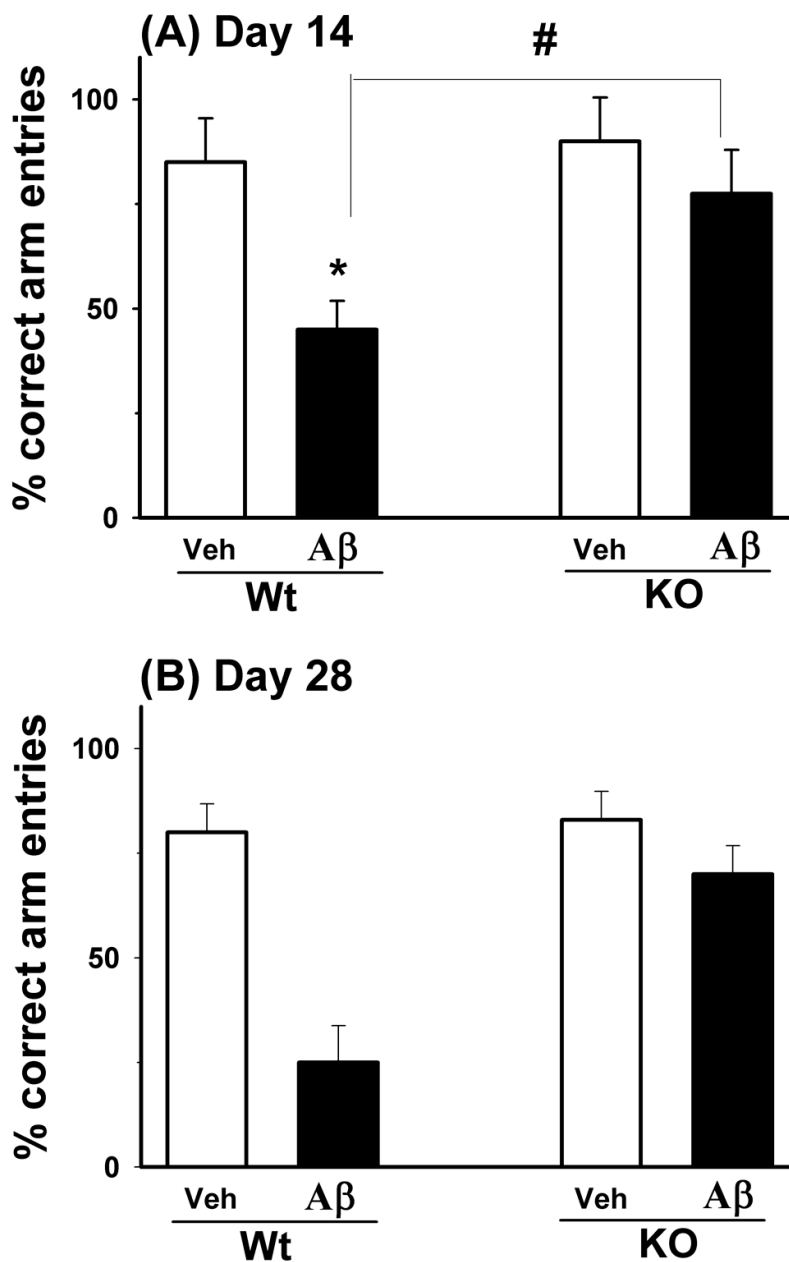 (A) Day 14
#
% correct arm entries
100
50
0
*
Veh Aβ Veh Aβ
Wt KO
(B) Day 28
% correct arm entries
100
50
0
Veh Aβ Veh Aβ
Wt KO